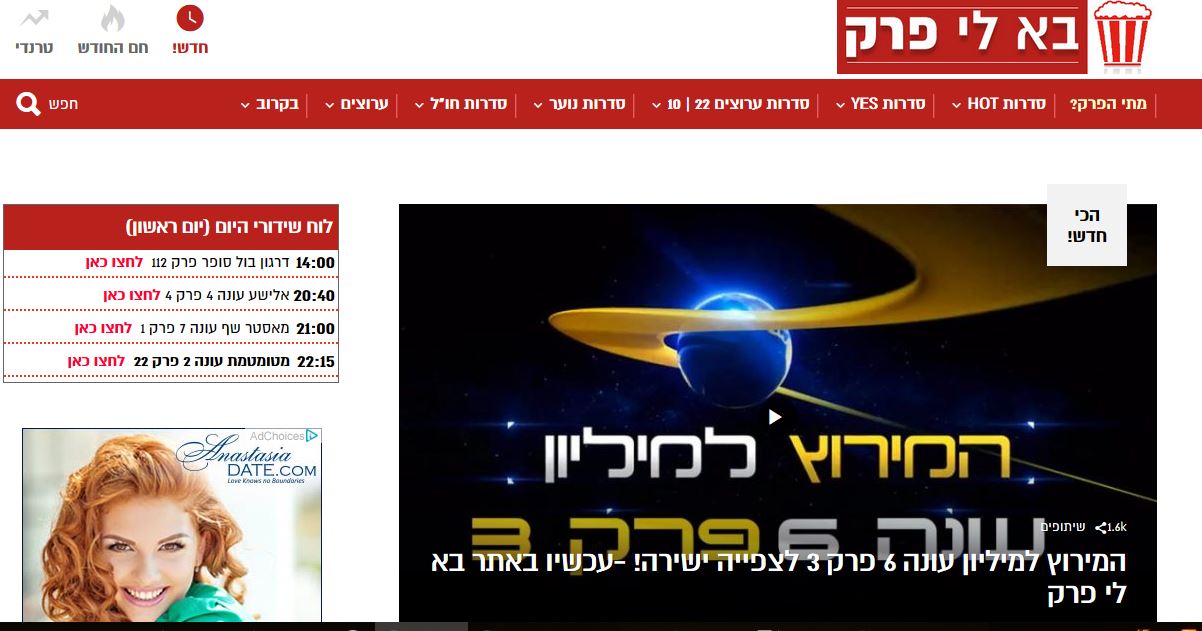 בא לי פרק
חדש!
חם החודש
טרנדי
מתי הפרק?
סדרות HOT
סדרות YES
סדרות ערוצים 22 | 10
סדרות נוער
סדרות חו"ל
ערוצים
בקרוב
חפש
הכי
חדש!
המירוץ למיליון
עונה 6 פרק 3
1.6k שיתופים
המירוץ למיליון עונה 6 פרק 3 לצפייה ישירה! -עכשיו באתר בא
לי פרק
לוח שידורי היום (יום ראשון)
14:00 דרגון בול סופר פרק 112 לחצו כאן
20:40 אלישע עונה 4 פרק 4 לחצו כאן
21:00 מאסטר שף עונה 7 פרק 1 לחצו כאן
22:15 מטומטמת עונה 2 פרק 22 לחצו כאן
AdChoices
Anastasia
DATE.COM
Love Knows no Boundaries